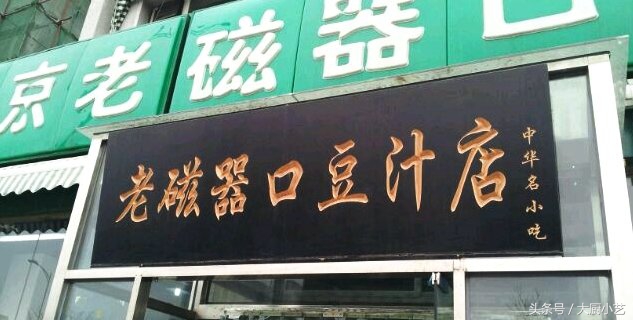 京老磁器口
老磁器口豆汁店
中华名小吃
头条号／大厨小艺